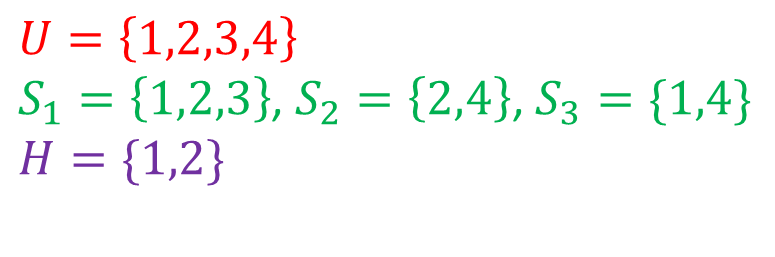 U = {1,2,3,4}
S₁ = {1,2,3}, S₂ = {2,4}, S₃ = {1,4}
H = {1,2}